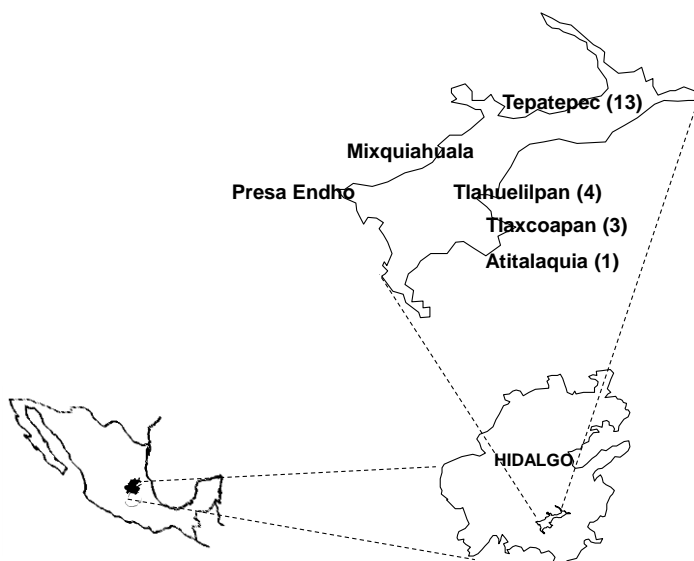 Tepatepec (13)
Mixquiahuala
Presa Endho
Tlahuelilpan (4)
Tlaxcoapan (3)
Atitalaquia (1)
HIDALGO